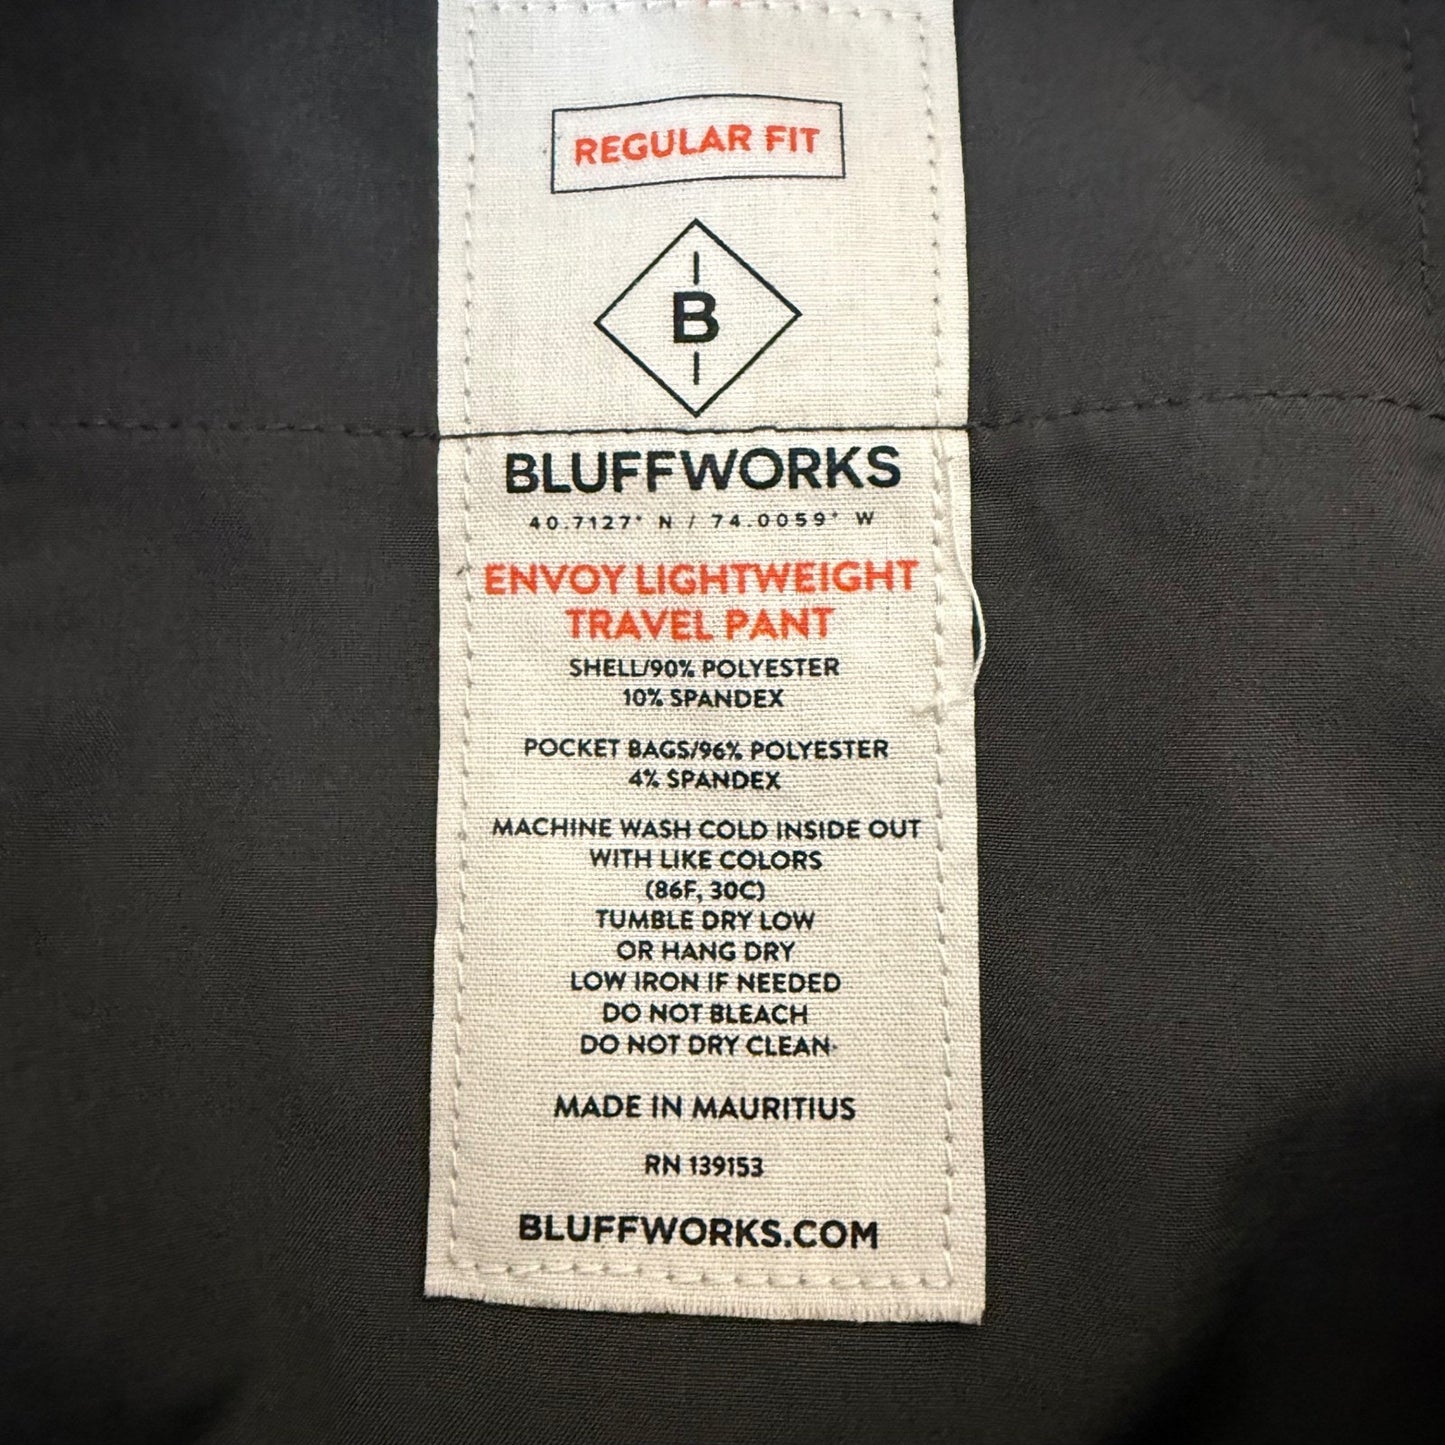 REGULAR FIT
B
BLUFFWORKS
40.7127° N / 74.0059° W
ENVOY LIGHTWEIGHT
TRAVEL PANT
SHELL/90% POLYESTER
10% SPANDEX
POCKET BAGS/96% POLYESTER
4% SPANDEX
MACHINE WASH COLD INSIDE OUT
WITH LIKE COLORS
(86F, 30C)
TUMBLE DRY LOW
OR HANG DRY
LOW IRON IF NEEDED
DO NOT BLEACH
DO NOT DRY CLEAN
MADE IN MAURITIUS
RN 139153
BLUFFWORKS.COM